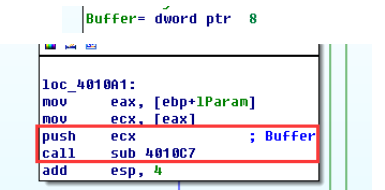 Buffer= dword ptr 8
loc_4010A1:
mov eax, [ebp+lParam]
mov ecx, [eax]
push ecx ; Buffer
call sub_4010C7
add esp, 4